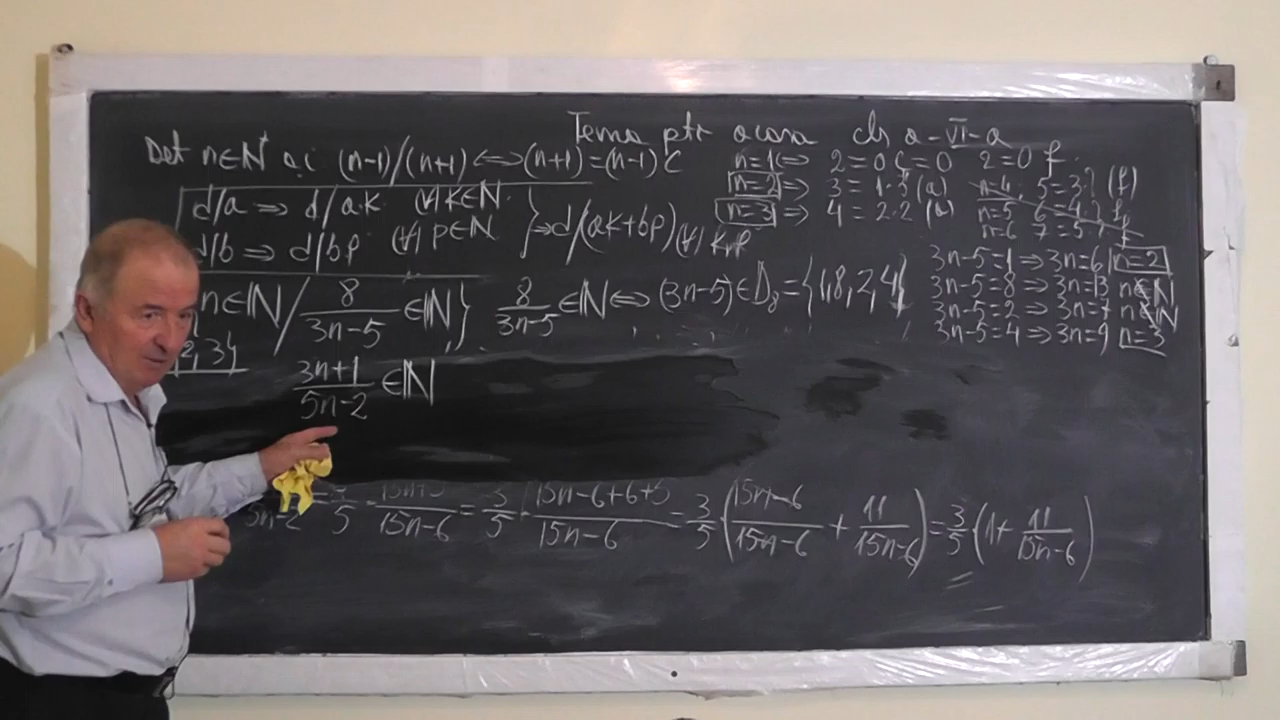 Tema ptr acasa cls a-VI-a
Det n∈N* a.i (n-1)/(n+1) ⟺ (n+1)=(n-1)C
n=1 ⇒ 2=0·C=0 2=0 f.
n=2 ⇒ 3=1·3 (a)
n=3 ⇒ 4=2·2 (a)
n=4 5=3·? (f)
n=5 6=4·? f
n=6 7=5·? f
d/a ⇒ d/a·k (∀)k∈N.
d/b ⇒ d/bp (∀)p∈N } ⇒ d/(ak+bp)(∀)k,p
n∈ℕ / 8/(3n-5) ∈ℕ} 8/(3n-5) ∈ℕ ⟺ (3n-5)∈D₈={1,8,2,4}
2,3}
3n-5=1 ⇒ 3n=6 n=2
3n-5=8 ⇒ 3n=13 n∉ℕ
3n-5=2 ⇒ 3n=7 n∉ℕ
3n-5=4 ⇒ 3n=9 n=3
(3n+1)/(5n-2) ∈ℕ
5n-2 = 3/5 · (15n+5)/(15n-6) = 3/5 · (15n-6+6+5)/(15n-6) = 3/5 ((15n-6)/(15n-6) + 11/(15n-6)) = 3/5 (1 + 11/(15n-6))